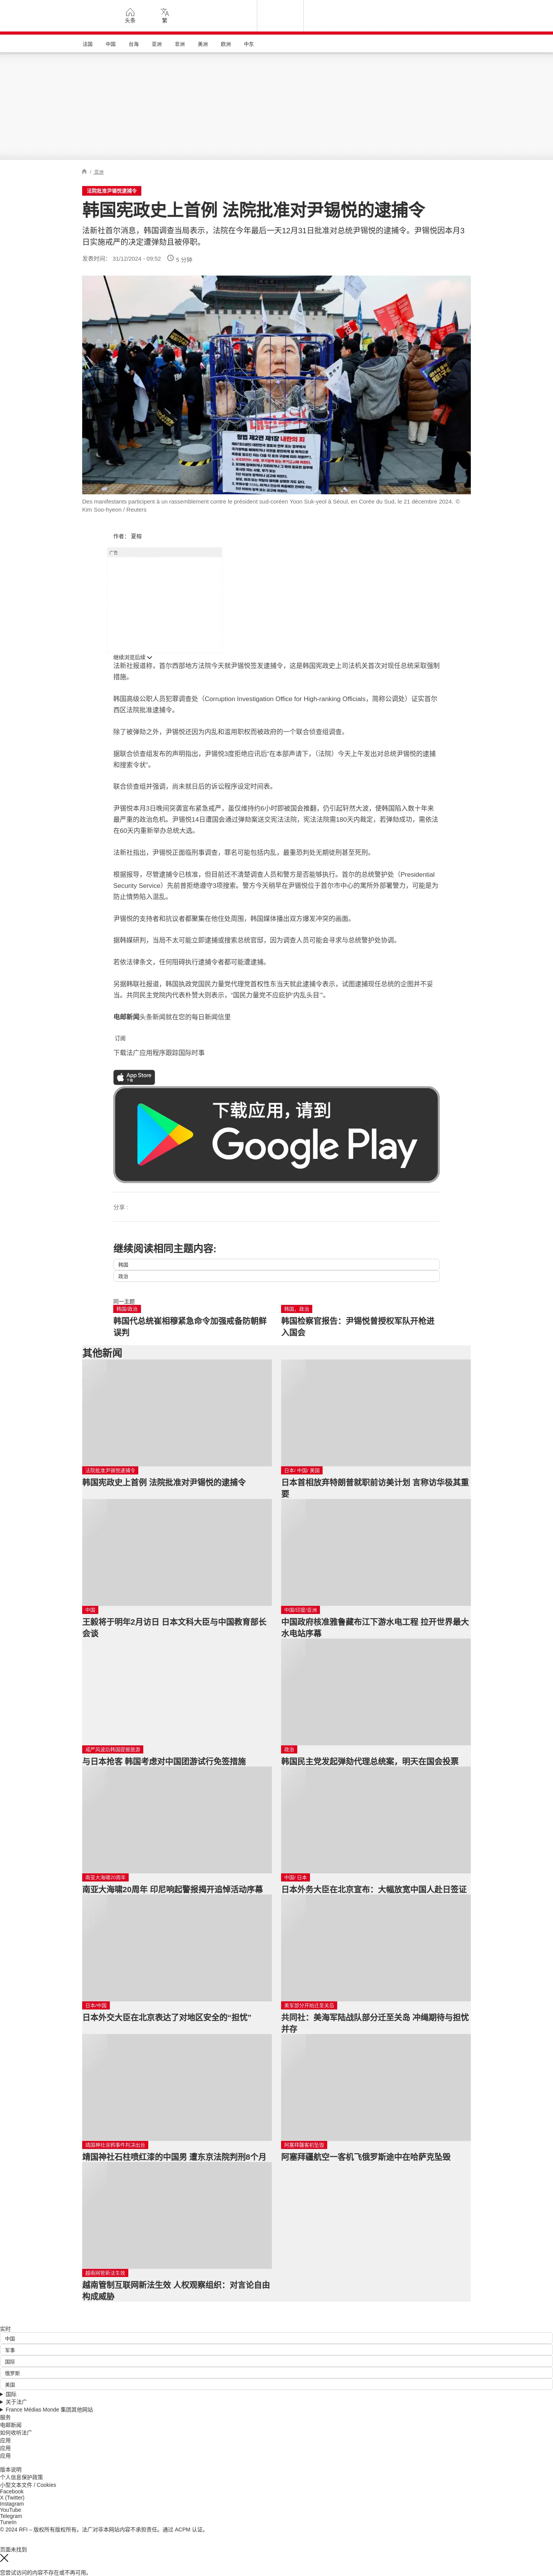 头条
繁
法国
中国
台海
亚洲
非洲
美洲
欧洲
中东
/ 亚洲
法院批准尹锡悦逮捕令
韩国宪政史上首例 法院批准对尹锡悦的逮捕令
法新社首尔消息，韩国调查当局表示，法院在今年最后一天12月31日批准对总统尹锡悦的逮捕令。尹锡悦因本月3
日实施戒严的决定遭弹劾且被停职。
发表时间： 31/12/2024 - 09:52
5 分钟
형법 제2편 제1장 내란의 죄
Des manifestants participent à un rassemblement contre le président sud-coréen Yoon Suk-yeol à Séoul, en Corée du Sud, le 21 décembre 2024. ©
Kim Soo-hyeon / Reuters
作者： 夏榕
广告
继续浏览后续
法新社报道称，首尔西部地方法院今天就尹锡悦签发逮捕令，这是韩国宪政史上司法机关首次对现任总统采取强制
措施。
韩国高级公职人员犯罪调查处（Corruption Investigation Office for High-ranking Officials，简称公调处）证实首尔
西区法院批准逮捕令。
除了被弹劾之外，尹锡悦还因为内乱和滥用职权而被政府的一个联合侦查组调查。
据联合侦查组发布的声明指出，尹锡悦3度拒绝应讯后“在本部声请下，（法院）今天上午发出对总统尹锡悦的逮捕
和搜索令状”。
联合侦查组并强调，尚未就日后的诉讼程序设定时间表。
尹锡悦本月3日晚间突袭宣布紧急戒严，虽仅维持约6小时即被国会推翻，仍引起轩然大波，使韩国陷入数十年来
最严重的政治危机。尹锡悦14日遭国会通过弹劾案送交宪法法院，宪法法院需180天内裁定，若弹劾成功，需依法
在60天内重新举办总统大选。
法新社指出，尹锡悦正面临刑事调查，罪名可能包括内乱，最重恐判处无期徒刑甚至死刑。
根据报导，尽管逮捕令已核准，但目前还不清楚调查人员和警方是否能够执行。首尔的总统警护处（Presidential
Security Service）先前曾拒绝遵守3项搜索。警方今天稍早在尹锡悦位于首尔市中心的寓所外部署警力，可能是为
防止情势陷入混乱。
尹锡悦的支持者和抗议者都聚集在他住处周围，韩国媒体播出双方爆发冲突的画面。
据韩媒研判，当局不太可能立即逮捕或搜索总统官邸，因为调查人员可能会寻求与总统警护处协调。
若依法律条文，任何阻碍执行逮捕令者都可能遭逮捕。
另据韩联社报道，韩国执政党国民力量党代理党首权性东当天就此逮捕令表示，试图逮捕现任总统的企图并不妥
当。共同民主党院内代表朴赞大则表示，“国民力量党不应庇护‘内乱头目’”。
电邮新闻头条新闻就在您的每日新闻信里
订阅
下载法广应用程序跟踪国际时事
App Store
下载
下载应用，请到
Google Play
分享 :
继续阅读相同主题内容:
韩国
政治
同一主题
韩国/政治
韩国代总统崔相穆紧急命令加强戒备防朝鲜
误判
韩国，政治
韩国检察官报告：尹锡悦曾授权军队开枪进
入国会
其他新闻
法院批准尹锡悦逮捕令
韩国宪政史上首例 法院批准对尹锡悦的逮捕令
日本/ 中国/ 美国
日本首相放弃特朗普就职前访美计划 言称访华极其重
要
中国
王毅将于明年2月访日 日本文科大臣与中国教育部长
会谈
中国/印度/亚洲
中国政府核准雅鲁藏布江下游水电工程 拉开世界最大
水电站序幕
戒严风波后韩国提振旅游
与日本抢客 韩国考虑对中国团游试行免签措施
政治
韩国民主党发起弹劾代理总统案，明天在国会投票
南亚大海啸20周年
南亚大海啸20周年 印尼响起警报揭开追悼活动序幕
中国/ 日本
日本外务大臣在北京宣布：大幅放宽中国人赴日签证
日本/中国
日本外交大臣在北京表达了对地区安全的“担忧”
美军部分开始迁至关岛
共同社：美海军陆战队部分迁至关岛 冲绳期待与担忧
并存
靖国神社涂鸦事件判决出台
靖国神社石柱喷红漆的中国男 遭东京法院判刑8个月
阿塞拜疆客机坠毁
阿塞拜疆航空一客机飞俄罗斯途中在哈萨克坠毁
越南网管新法生效
越南管制互联网新法生效 人权观察组织：对言论自由
构成威胁
实时
中国
军事
国际
俄罗斯
美国
国际
关于法广
France Médias Monde 集团其他网站
服务
电邮新闻
如何收听法广
应用
应用
应用
版本说明
个人信息保护政策
小型文本文件 / Cookies
Facebook
X (Twitter)
Instagram
YouTube
Telegram
TuneIn
© 2024 RFI – 版权所有版权所有。法广对非本网站内容不承担责任。通过 ACPM 认证。
页面未找到
您尝试访问的内容不存在或不再可用。